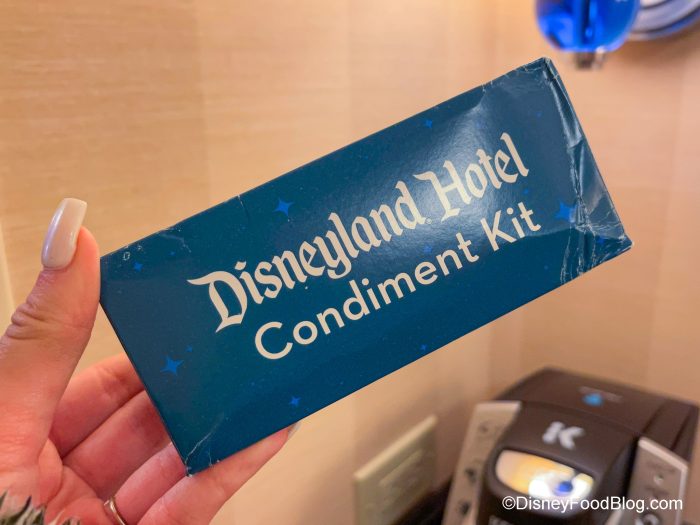 Disneyland Hotel
Condiment Kit
K
©DisneyFoodBlog.com